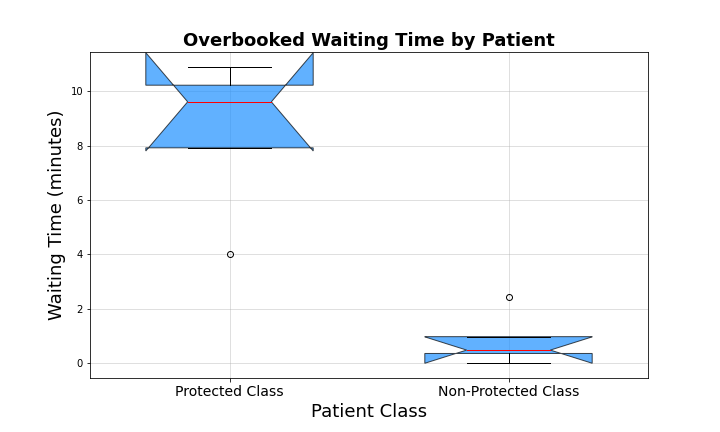 Overbooked Waiting Time by Patient
Waiting Time (minutes)
10
8
6
4
2
0
Protected Class
Non-Protected Class
Patient Class